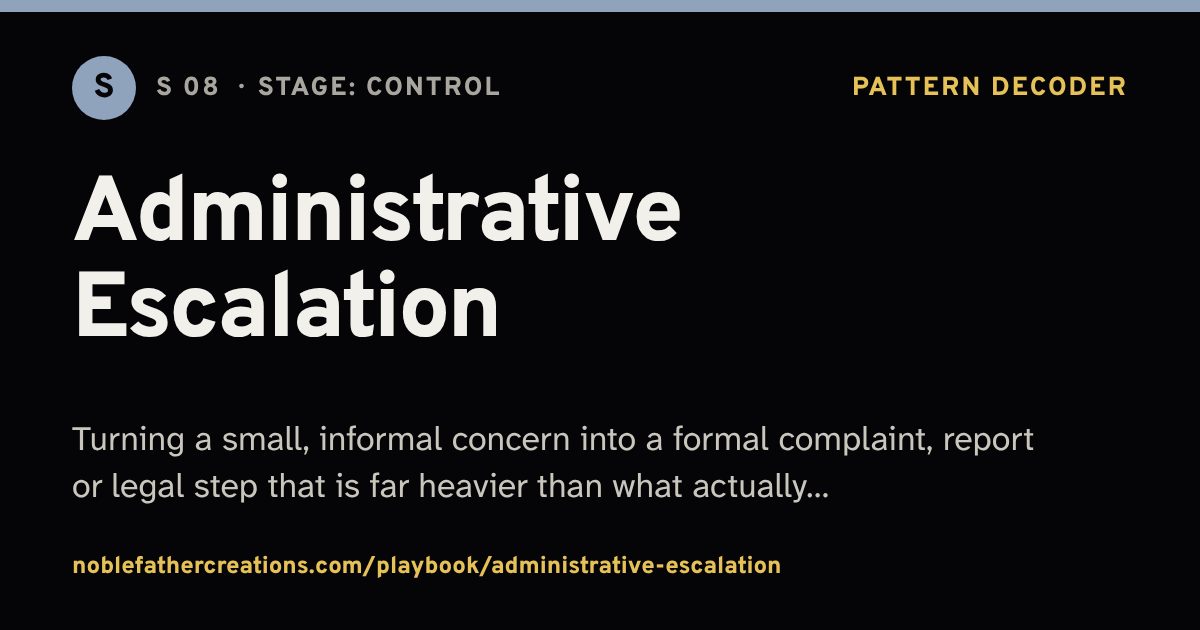 S
S 08 · STAGE: CONTROL
PATTERN DECODER
Administrative
Escalation
Turning a small, informal concern into a formal complaint, report
or legal step that is far heavier than what actually...
noblefathercreations.com/playbook/administrative-escalation